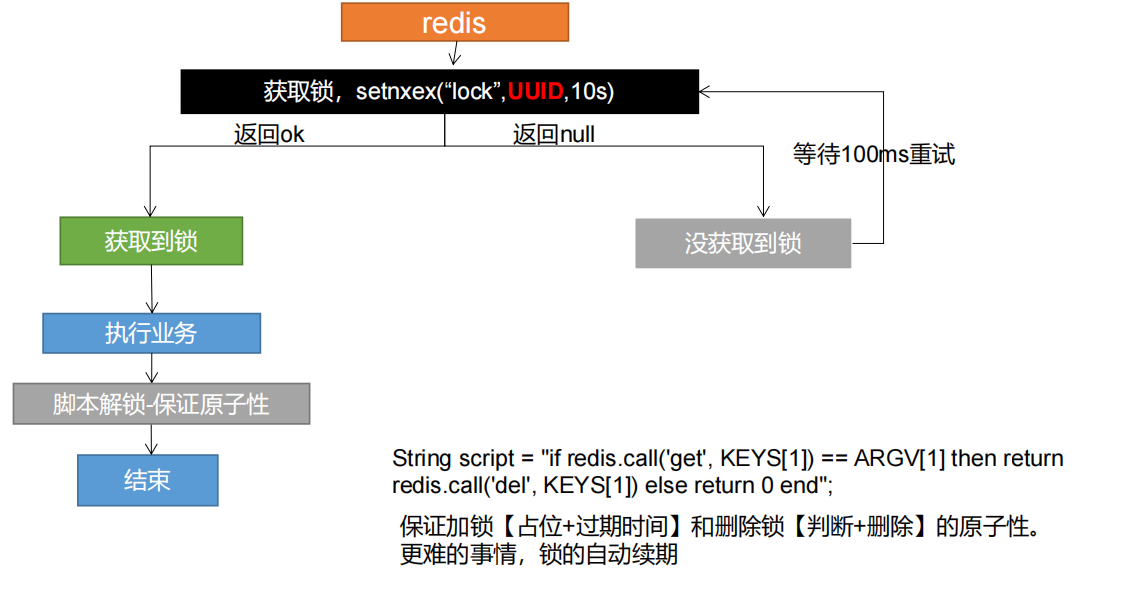 redis
获取锁，setnxex(“lock”,UUID,10s)
返回ok
返回null
等待100ms重试
获取到锁
没获取到锁
执行业务
脚本解锁-保证原子性
结束
String script = "if redis.call('get', KEYS[1]) == ARGV[1] then return
redis.call('del', KEYS[1]) else return 0 end";
保证加锁【占位+过期时间】和删除锁【判断+删除】的原子性。
更难的事情，锁的自动续期